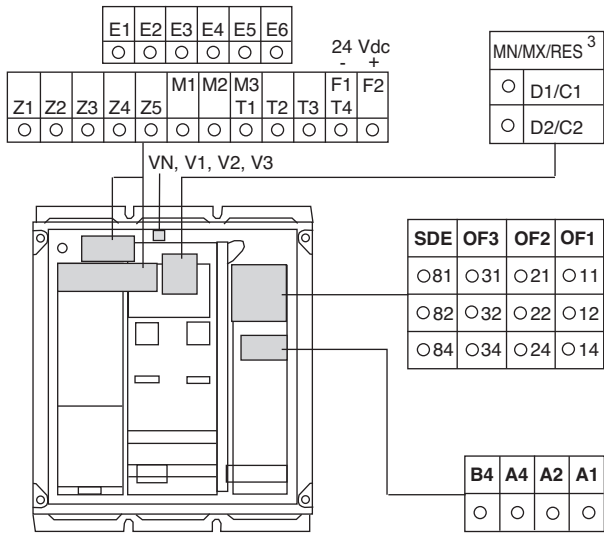 E1 E2 E3 E4 E5 E6
24 Vdc
- +
M1 M2 M3 F1 F2
Z1 Z2 Z3 Z4 Z5 T1 T2 T3 T4
VN, V1, V2, V3
MN/MX/RES 3
D1/C1
D2/C2
SDE OF3 OF2 OF1
81 31 21 11
82 32 22 12
84 34 24 14
B4 A4 A2 A1